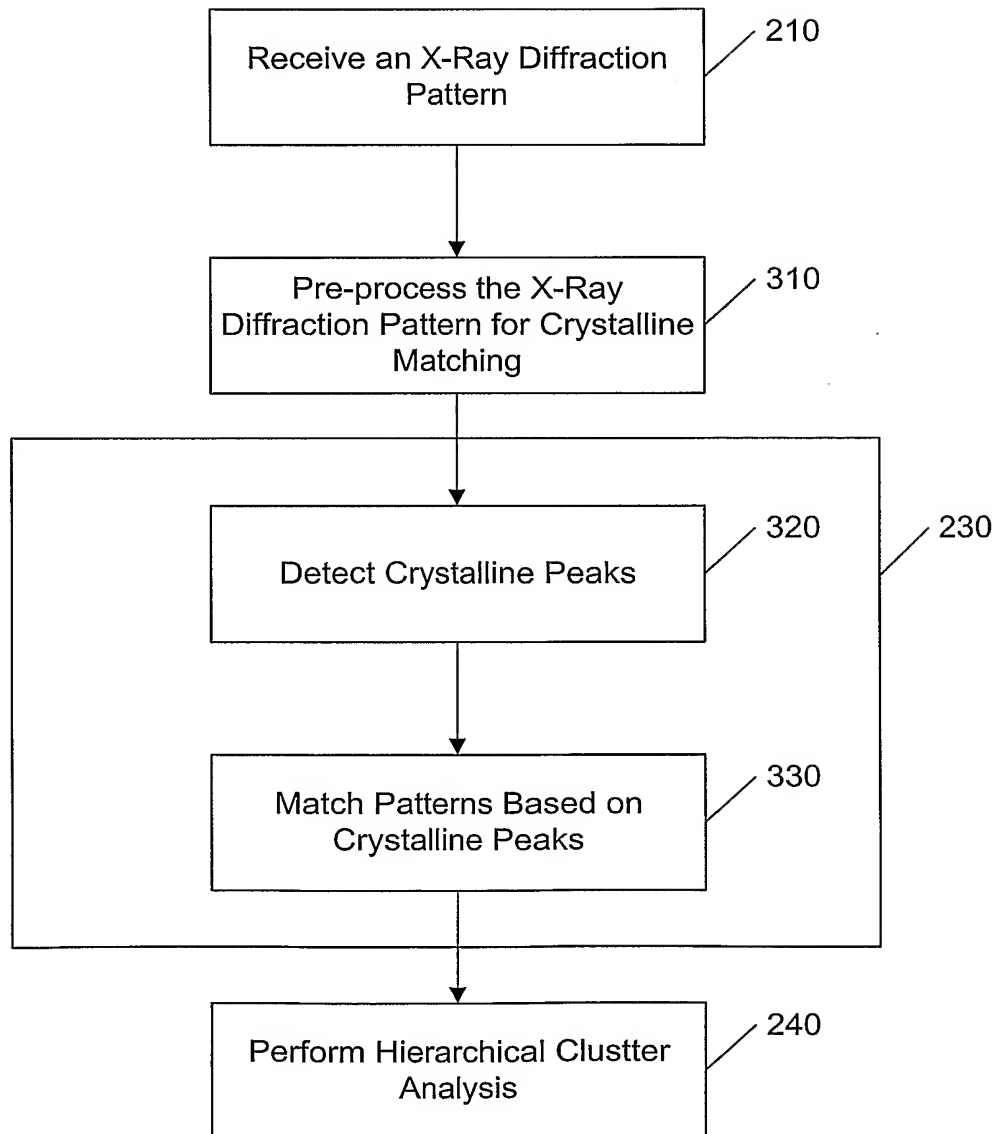 Receive an X-Ray Diffraction
Pattern
210
Pre-process the X-Ray
Diffraction Pattern for Crystalline
Matching
310
Detect Crystalline Peaks
320
230
Match Patterns Based on
Crystalline Peaks
330
Perform Hierarchical Clustter
Analysis
240